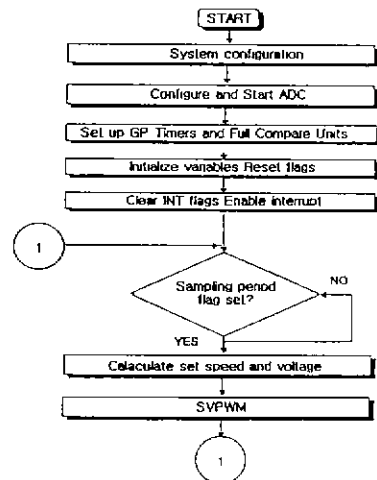 START
System configuration
Configure and Start ADC
Set up GP Timers and Full Compare Units
Initialize variables Reset flags
Clear INT flags Enable interrupt
1
Sampling period
flag set?
NO
YES
Calaculate set speed and voltage
SVPWM
1